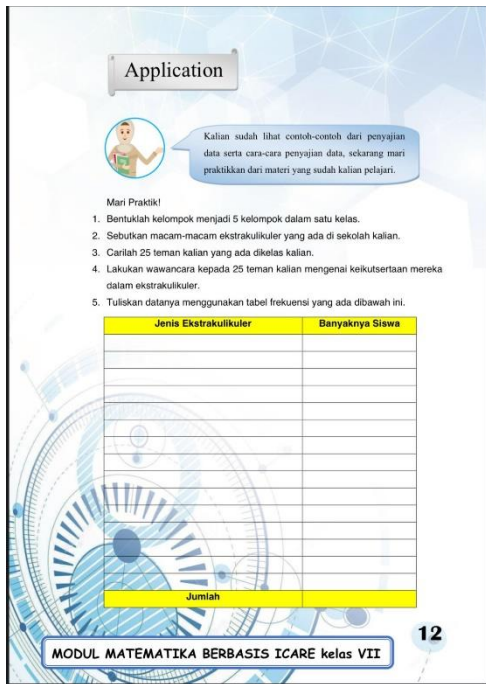 Application
Kalian sudah lihat contoh-contoh dari penyajian
data serta cara-cara penyajian data, sekarang mari
praktikkan dari materi yang sudah kalian pelajari.
Mari Praktik!
1. Bentuklah kelompok menjadi 5 kelompok dalam satu kelas.
2. Sebutkan macam-macam ekstrakulikuler yang ada di sekolah kalian.
3. Carilah 25 teman kalian yang ada dikelas kalian.
4. Lakukan wawancara kepada 25 teman kalian mengenai keikutsertaan mereka
dalam ekstrakulikuler.
5. Tuliskan datanya menggunakan tabel frekuensi yang ada dibawah ini.
Jenis Ekstrakulikuler Banyaknya Siswa
Jumlah
12
MODUL MATEMATIKA BERBASIS ICARE kelas VII